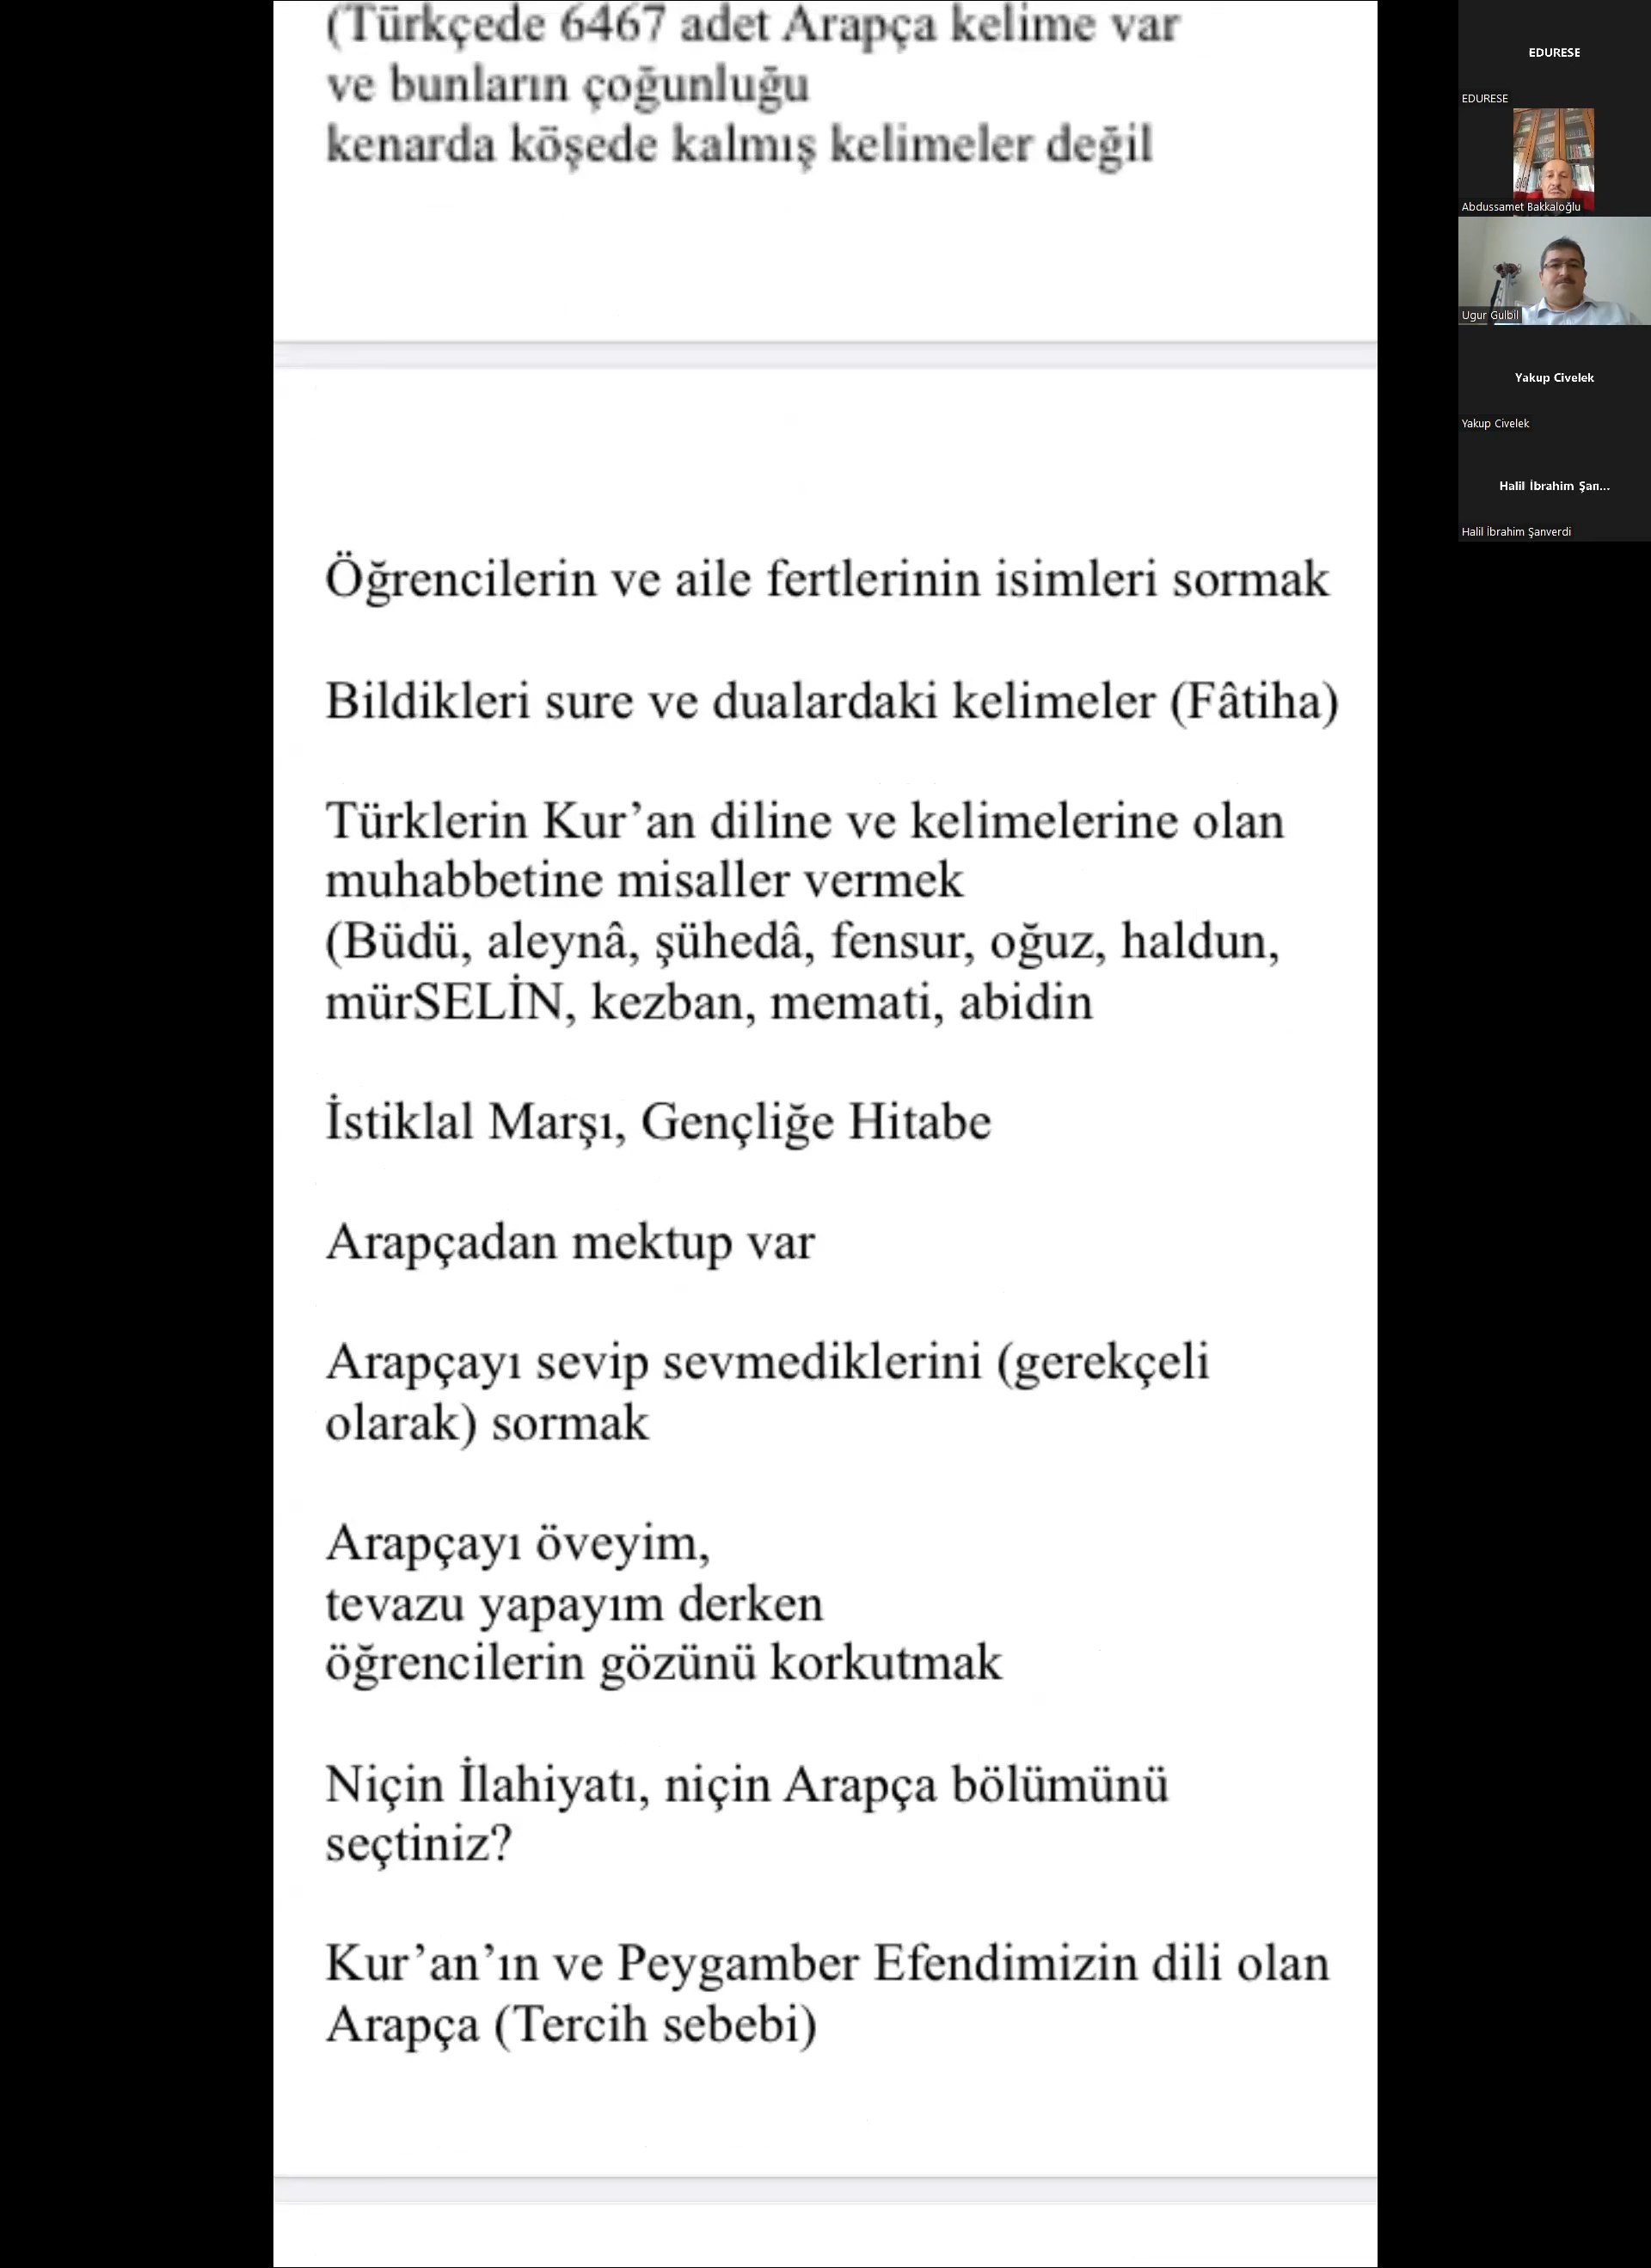 (Türkçede 6467 adet Arapça kelime var
ve bunların çoğunluğu
kenarda köşede kalmış kelimeler değil
Öğrencilerin ve aile fertlerinin isimleri sormak
Bildikleri sure ve dualardaki kelimeler (Fâtiha)
Türklerin Kur’an diline ve kelimelerine olan
muhabbetine misaller vermek
(Büdü, aleynâ, şühedâ, fensur, oğuz, haldun,
mürSELİN, kezban, memati, abidin
İstiklal Marşı, Gençliğe Hitabe
Arapçadan mektup var
Arapçayı sevip sevmediklerini (gerekçeli
olarak) sormak
Arapçayı öveyim,
tevazu yapayım derken
öğrencilerin gözünü korkutmak
Niçin İlahiyatı, niçin Arapça bölümünü
seçtiniz?
Kur’an’ın ve Peygamber Efendimizin dili olan
Arapça (Tercih sebebi)
EDURESE
EDURESE
Abdussamet Bakkaloğlu
Ugur Gulbil
Yakup Civelek
Yakup Civelek
Halil İbrahim Şan...
Halil İbrahim Şanverdi